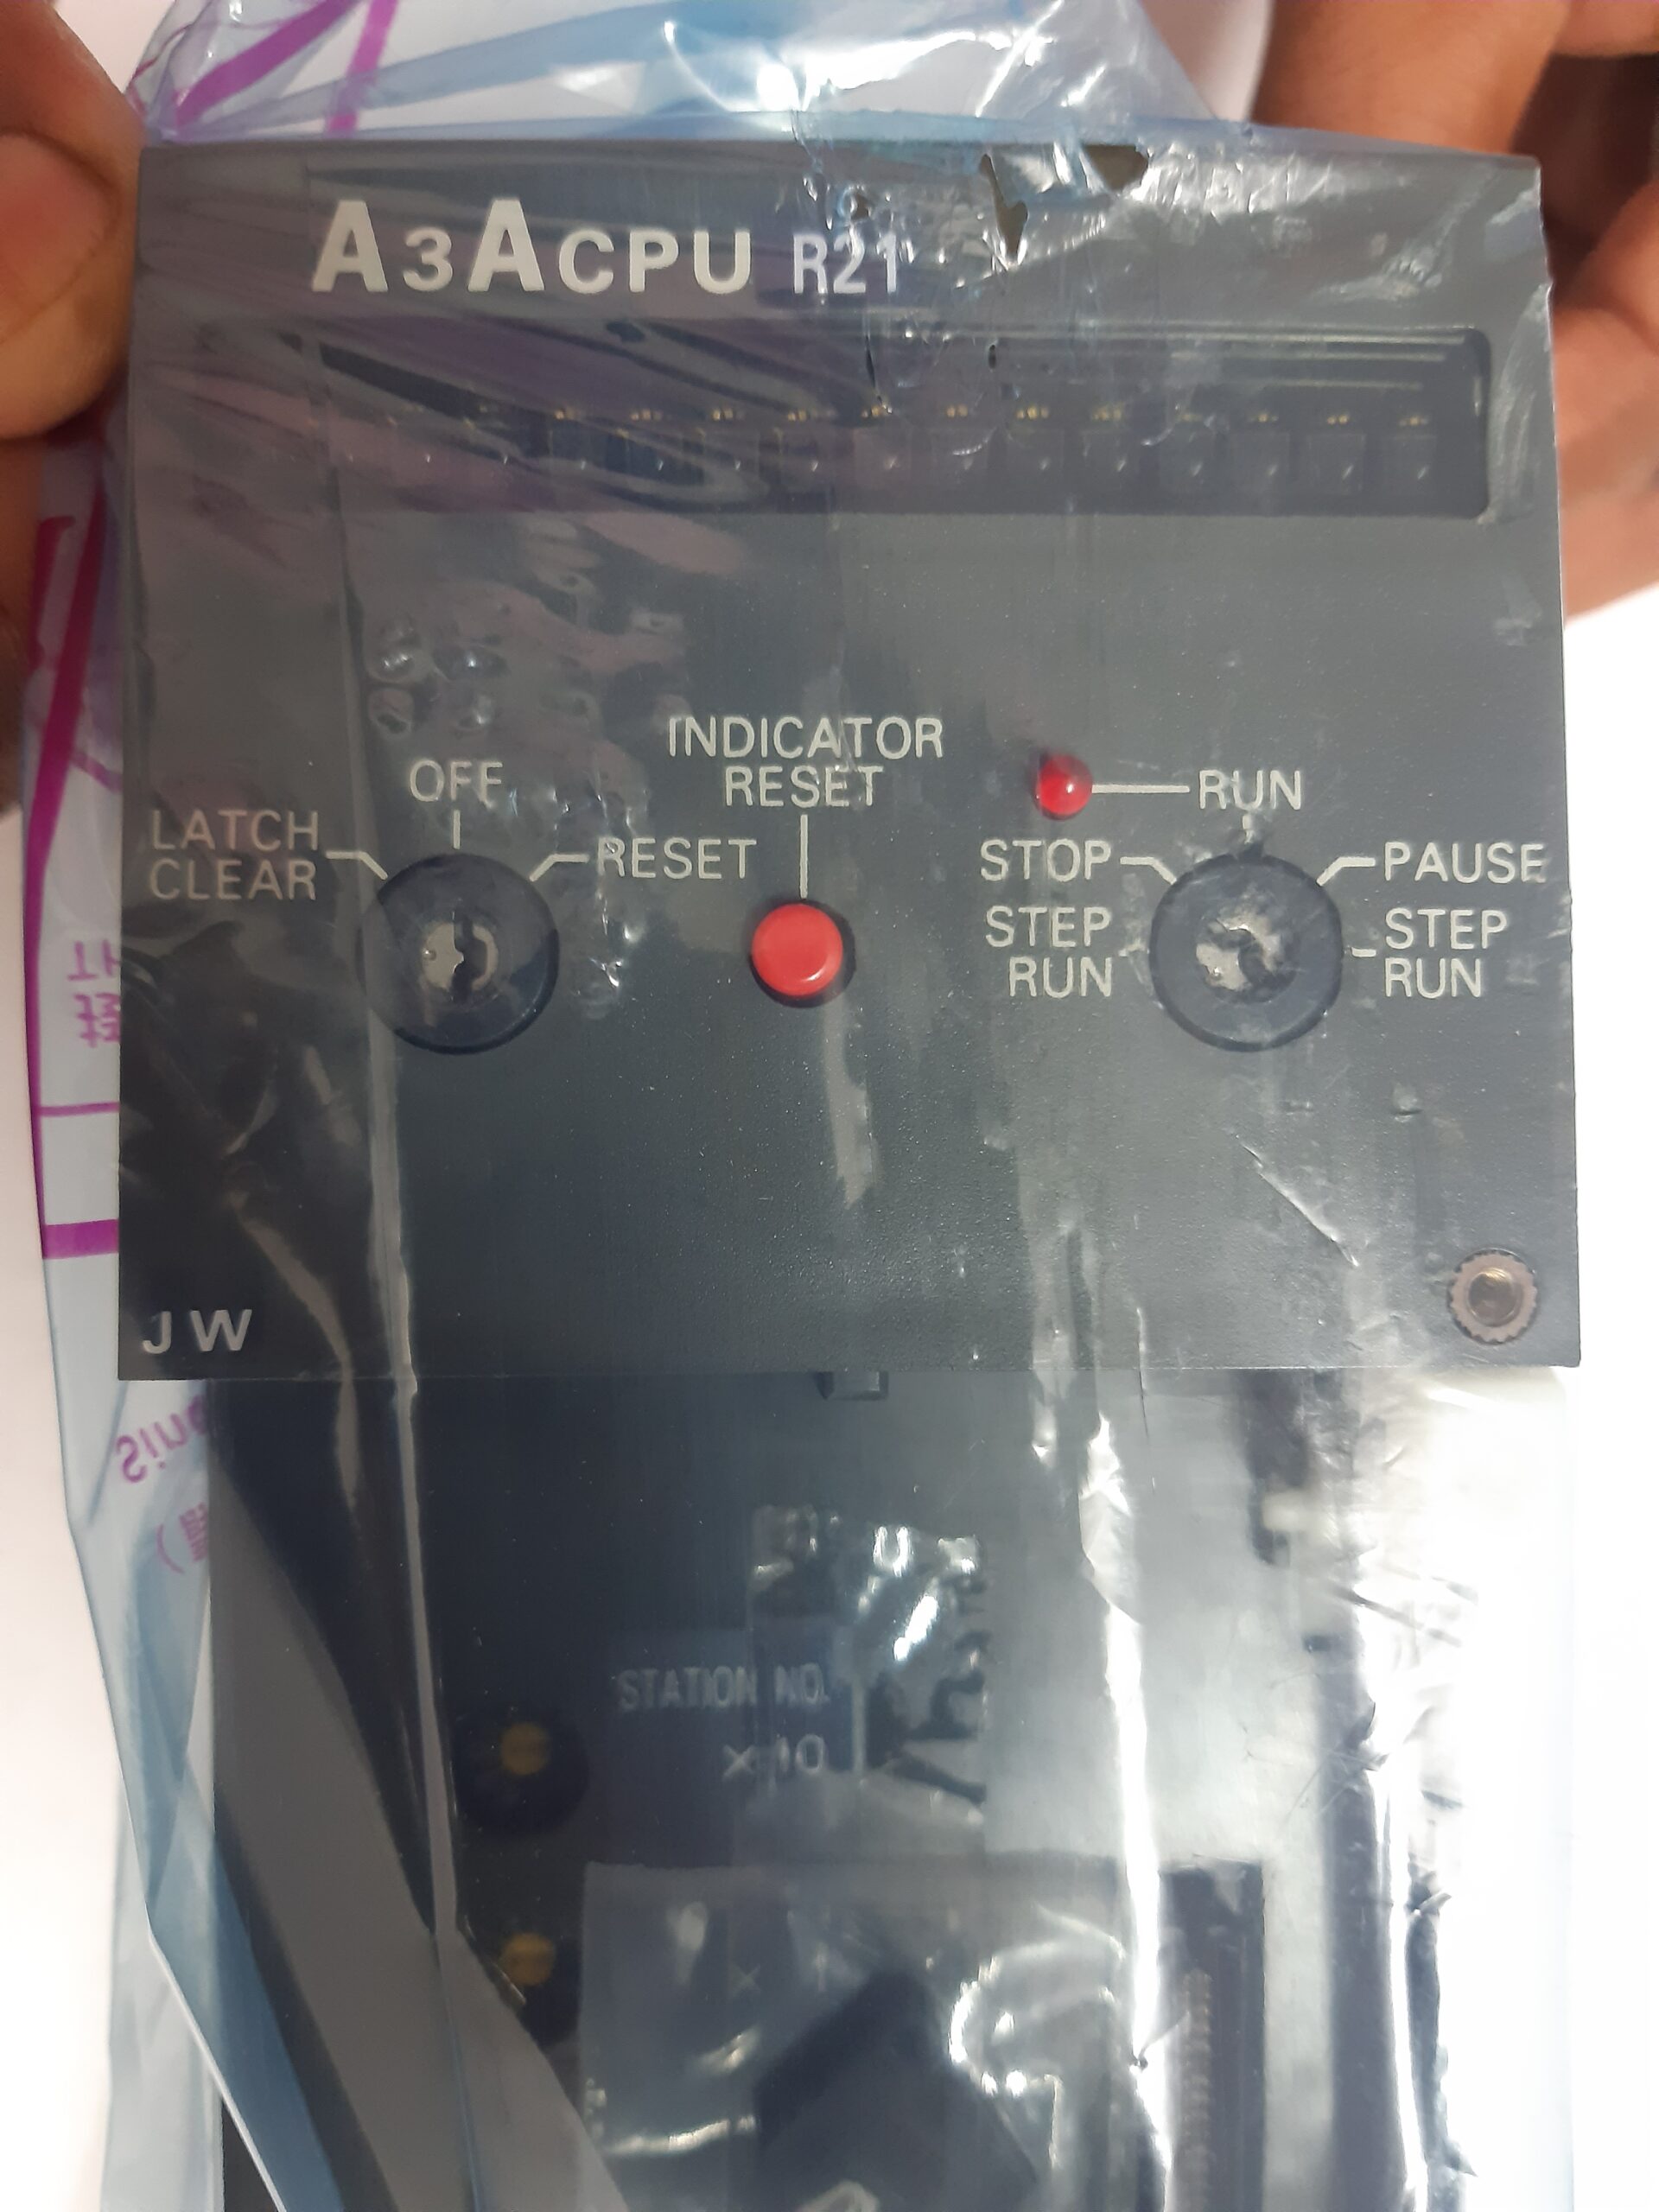 A3ACPU R21
INDICATOR
RESET
OFF
RUN
LATCH
CLEAR
RESET
STOP
PAUSE
STEP
RUN
STEP
RUN
JW
STATION NO.
×10